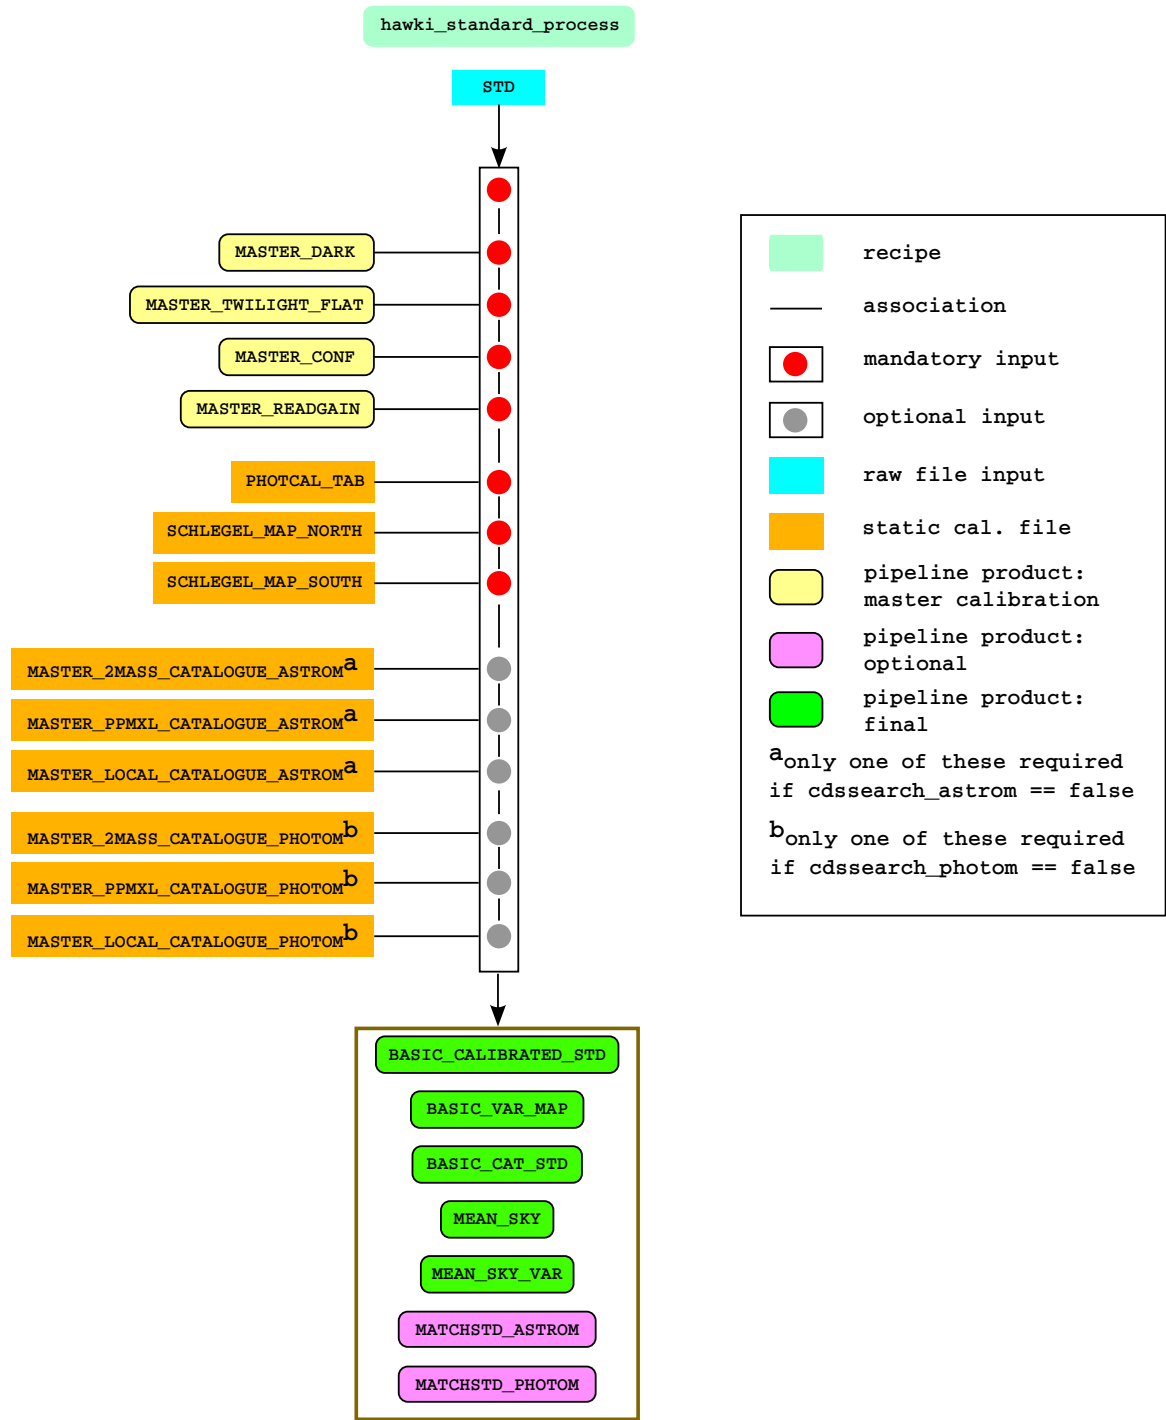 hawki_standard_process
STD
MASTER_DARK
MASTER_TWILIGHT_FLAT
MASTER_CONF
MASTER_READGAIN
PHOTCAL_TAB
SCHLEGEL_MAP_NORTH
SCHLEGEL_MAP_SOUTH
MASTER_2MASS_CATALOGUE_ASTROMa
MASTER_PPMXL_CATALOGUE_ASTROMa
MASTER_LOCAL_CATALOGUE_ASTROMa
MASTER_2MASS_CATALOGUE_PHOTOMb
MASTER_PPMXL_CATALOGUE_PHOTOMb
MASTER_LOCAL_CATALOGUE_PHOTOMb
BASIC_CALIBRATED_STD
BASIC_VAR_MAP
BASIC_CAT_STD
MEAN_SKY
MEAN_SKY_VAR
MATCHSTD_ASTROM
MATCHSTD_PHOTOM
recipe
association
mandatory input
optional input
raw file input
static cal. file
pipeline product:
master calibration
pipeline product:
optional
pipeline product:
final
aonly one of these required
if cdssearch_astrom == false
bonly one of these required
if cdssearch_photom == false